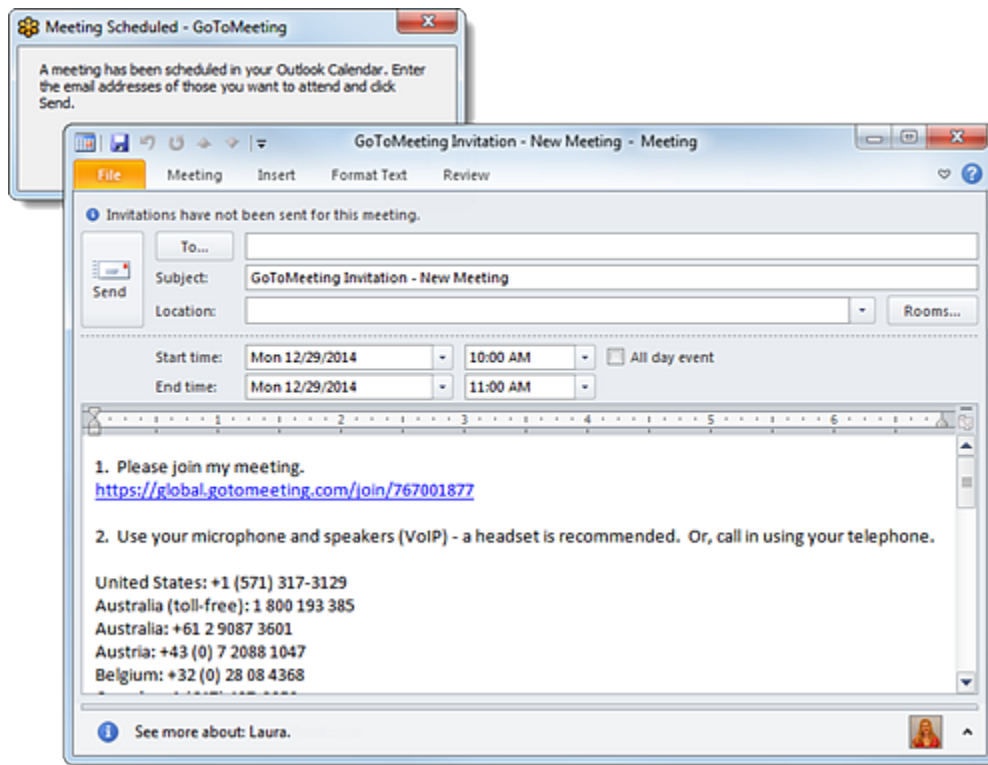 Meeting Scheduled - GoToMeeting
A meeting has been scheduled in your Outlook Calendar. Enter
the email addresses of those you want to attend and click
Send.
GoToMeeting Invitation - New Meeting - Meeting
File Meeting Insert Format Text Review
Invitations have not been sent for this meeting.
To...
Send
Subject: GoToMeeting Invitation - New Meeting
Location: Rooms...
Start time: Mon 12/29/2014 10:00 AM All day event
End time: Mon 12/29/2014 11:00 AM
1 2 3 4 5 6
1. Please join my meeting.
https://global.gotomeeting.com/join/767001877
2. Use your microphone and speakers (VoIP) - a headset is recommended. Or, call in using your telephone.
United States: +1 (571) 317-3129
Australia (toll-free): 1 800 193 385
Australia: +61 2 9087 3601
Austria: +43 (0) 7 2088 1047
Belgium: +32 (0) 28 08 4368
See more about: Laura.